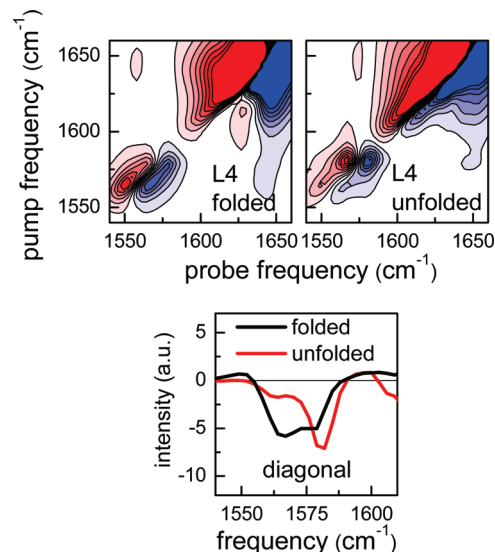 pump frequency (cm⁻¹)
1650
1600
1550
L4
folded
L4
unfolded
1550
1600
1650
1550
1600
1650
probe frequency (cm⁻¹)
intensity (a.u.)
5
0
-5
-10
folded
unfolded
diagonal
1550
1575
1600
frequency (cm⁻¹)